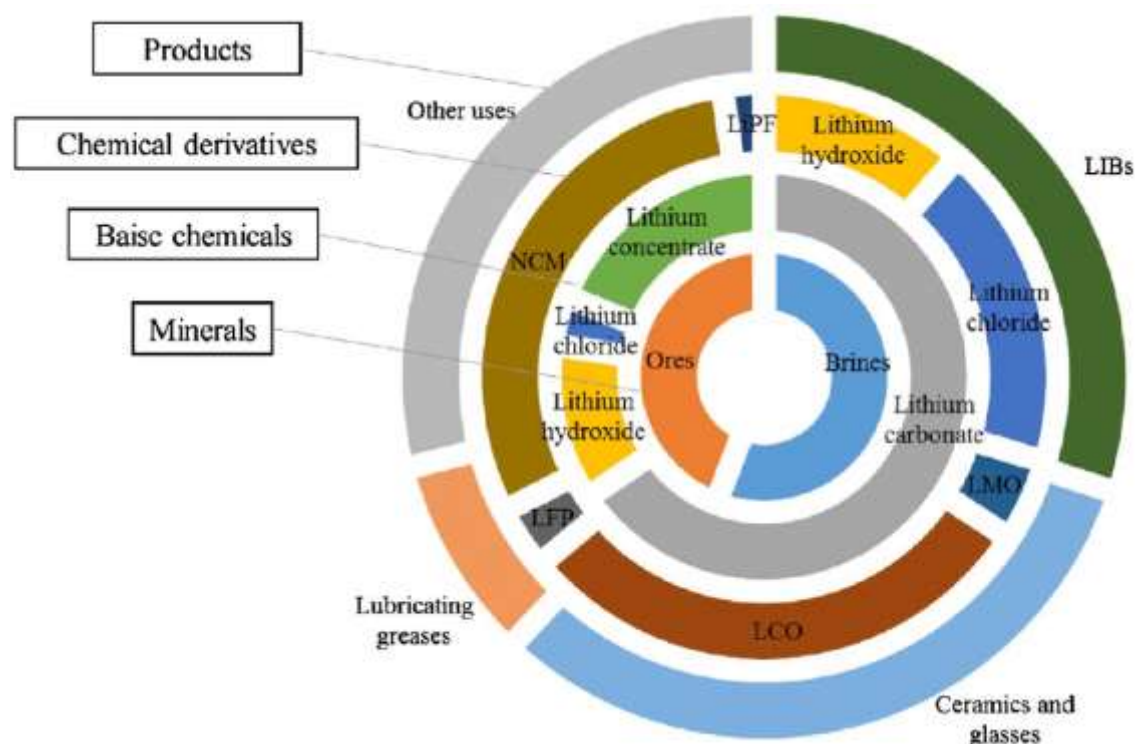 Products
Other uses
Chemical derivatives
Baisc chemicals
Minerals
LiPF
Lithium
hydroxide
LIBs
Lithium
concentrate
NCM
Lithium
chloride
Lithium
chloride
Ores
Brines
Lithium
hydroxide
Lithium
carbonate
LMO
LFP
LCO
Lubricating
greases
Ceramics and
glasses